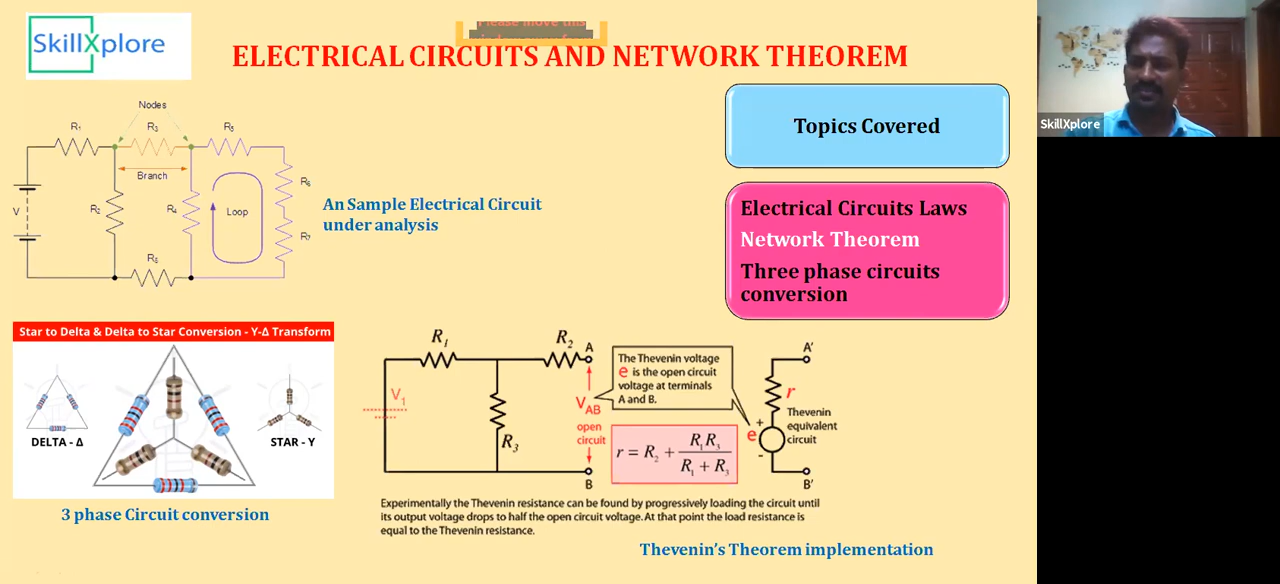 Please move this
SkillXplore
ELECTRICAL CIRCUITS AND NETWORK THEOREM
Nodes
R1
R3
R5
Branch
V
R2
R4
Loop
R6
R7
R5
An Sample Electrical Circuit
under analysis
Topics Covered
Electrical Circuits Laws
Network Theorem
Three phase circuits
conversion
SkillXplore
Star to Delta & Delta to Star Conversion - Y-Δ Transform
DELTA - Δ
STAR - Y
3 phase Circuit conversion
R1
R2
A
V1
R3
VAB
open
circuit
B
The Thevenin voltage
e is the open circuit
voltage at terminals
A and B.
r = R2 + R1R3 / (R1 + R3)
A'
r
+
e
-
Thevenin
equivalent
circuit
B'
Experimentally the Thevenin resistance can be found by progressively loading the circuit until
its output voltage drops to half the open circuit voltage. At that point the load resistance is
equal to the Thevenin resistance.
Thevenin's Theorem implementation